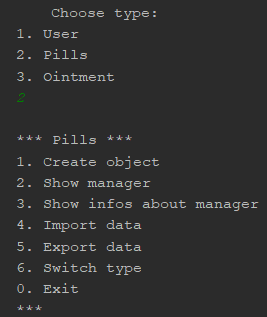 Choose type:
1. User
2. Pills
3. Ointment
2
*** Pills ***
1. Create object
2. Show manager
3. Show infos about manager
4. Import data
5. Export data
6. Switch type
0. Exit
***